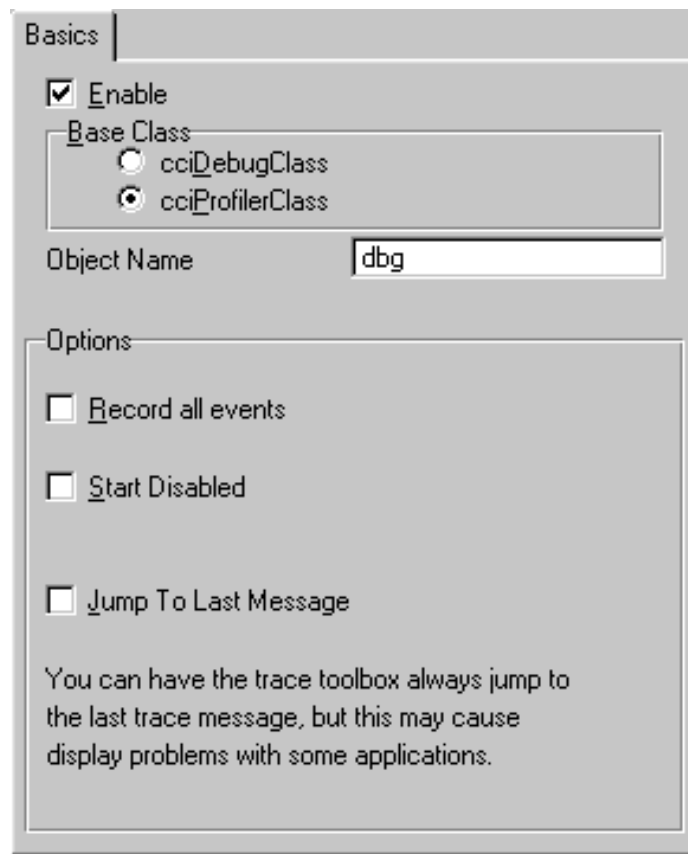 Basics
Enable
Base Class
cciDebugClass
cciProfilerClass
Object Name
dbg
Options
Record all events
Start Disabled
Jump To Last Message
You can have the trace toolbox always jump to
the last trace message, but this may cause
display problems with some applications.